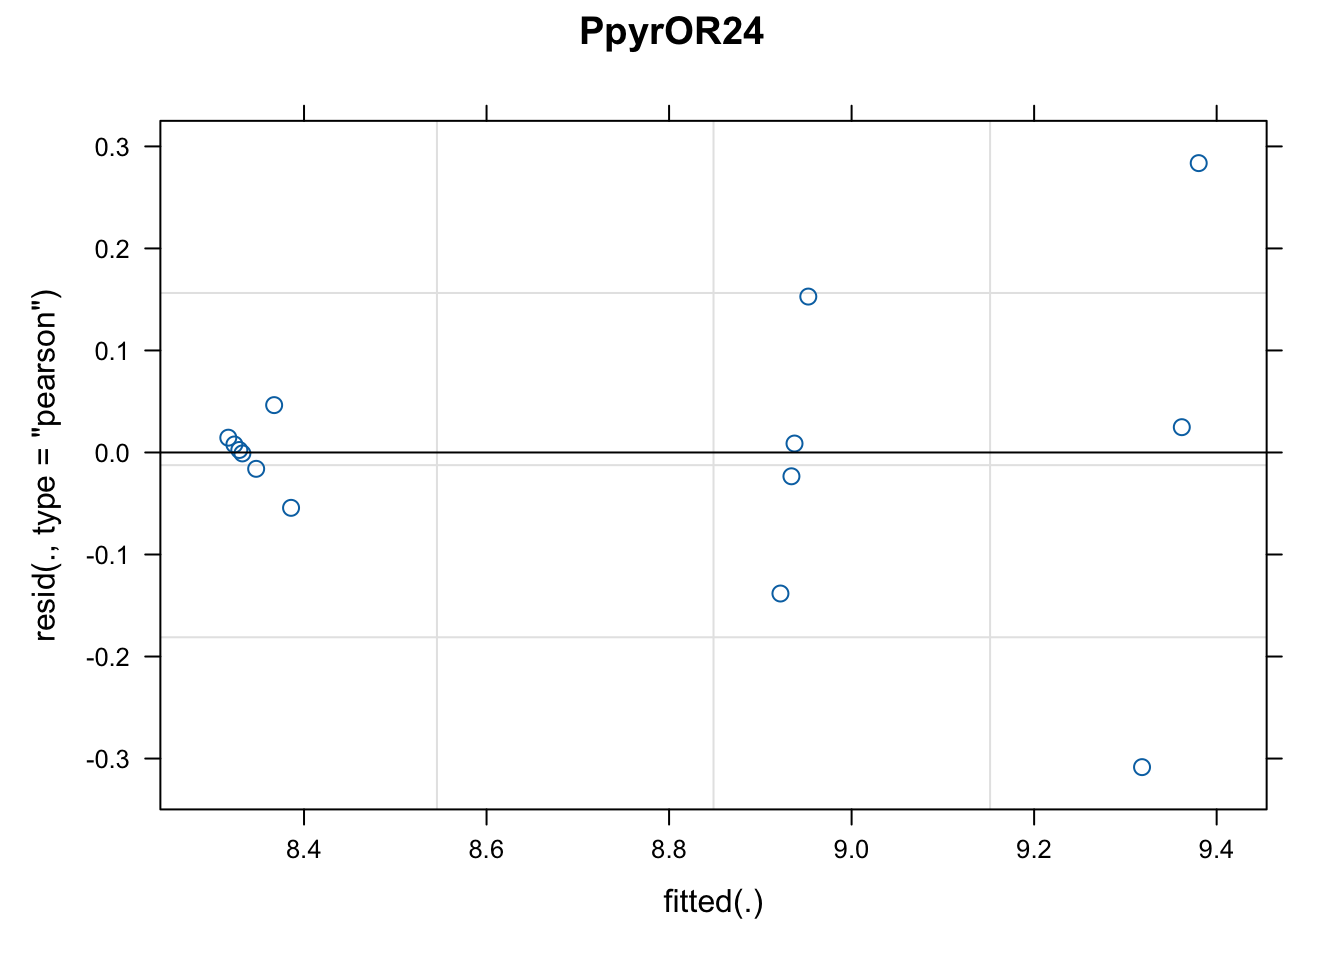 PpyrOR24
0.3
0.2
0.1
0.0
-0.1
-0.2
-0.3
resid(., type = "pearson")
8.4 8.6 8.8 9.0 9.2 9.4
fitted(.)